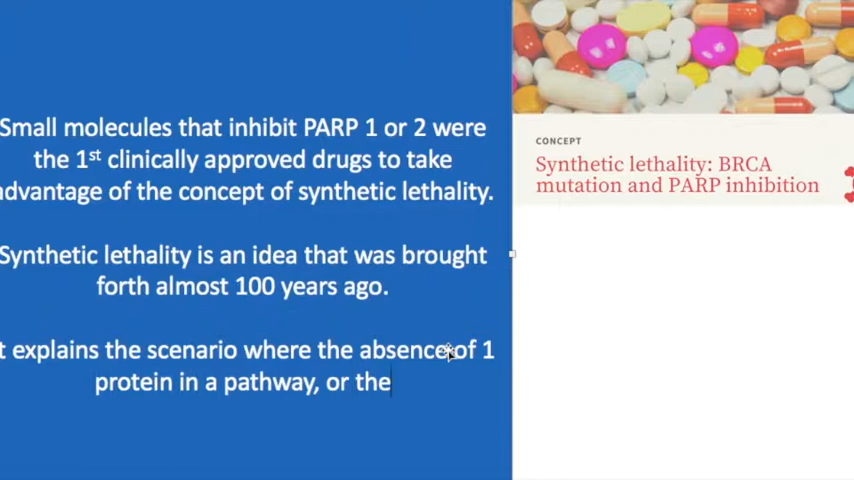 Small molecules that inhibit PARP 1 or 2 were
the 1st clinically approved drugs to take
advantage of the concept of synthetic lethality.
Synthetic lethality is an idea that was brought
forth almost 100 years ago.
t explains the scenario where the absence of 1
protein in a pathway, or the
CONCEPT
Synthetic lethality: BRCA
mutation and PARP inhibition